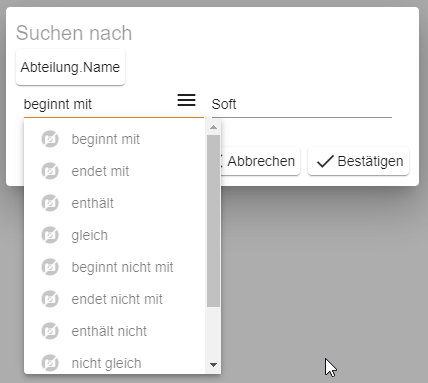 Suchen nach
Abteilung.Name
beginnt mit
Soft
beginnt mit
endet mit
enthält
gleich
beginnt nicht mit
endet nicht mit
enthält nicht
nicht gleich
Abbrechen
Bestätigen